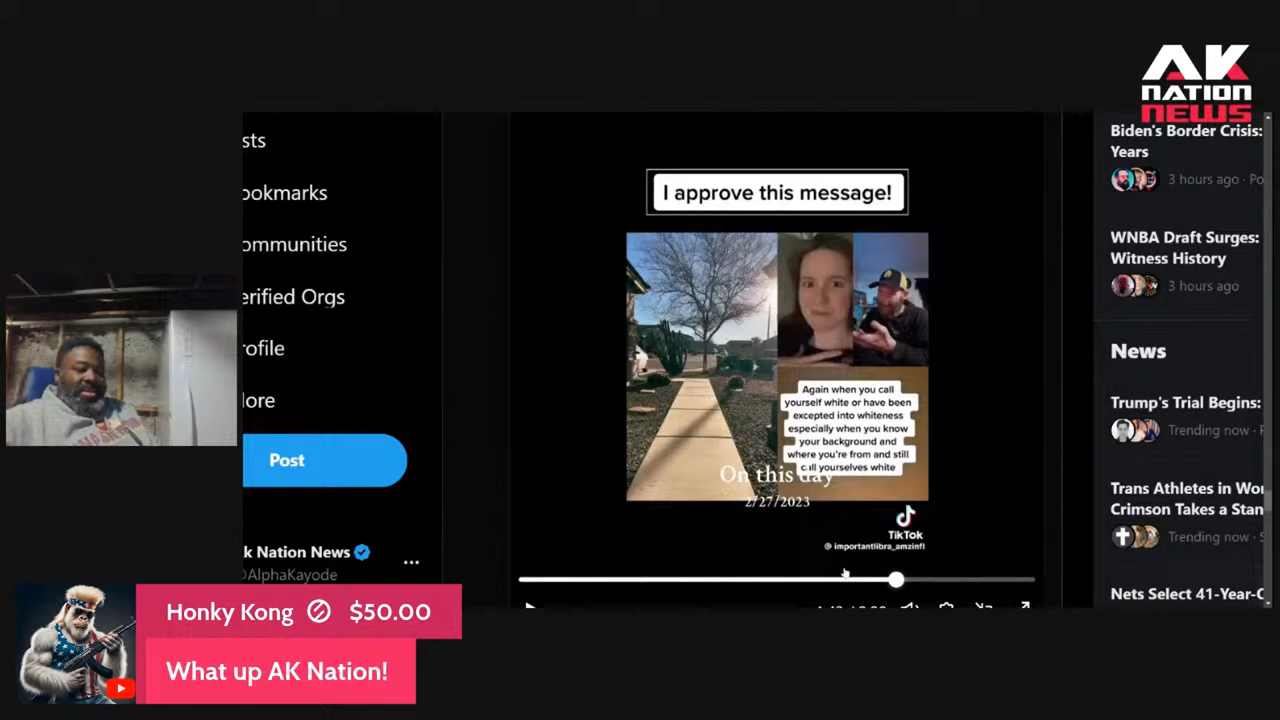 AK
NATION
NEWS
sts
ookmarks
ommunities
erified Orgs
rofile
lore
Post
k Nation News
@AlphaKayode
I approve this message!
Again when you call
yourself white or have been
excepted into whiteness
especially when you know
your background and
where you're from and still
call yourselves white
On this day
2/27/2023
TikTok
@ importantlibra_amzinfl
Biden's Border Crisis:
Years
3 hours ago · Po
WNBA Draft Surges:
Witness History
3 hours ago
News
Trump's Trial Begins:
Trending now ·
Trans Athletes in Wo
Crimson Takes a Stan
Trending now ·
Nets Select 41-Year-O
Honky Kong $50.00
What up AK Nation!